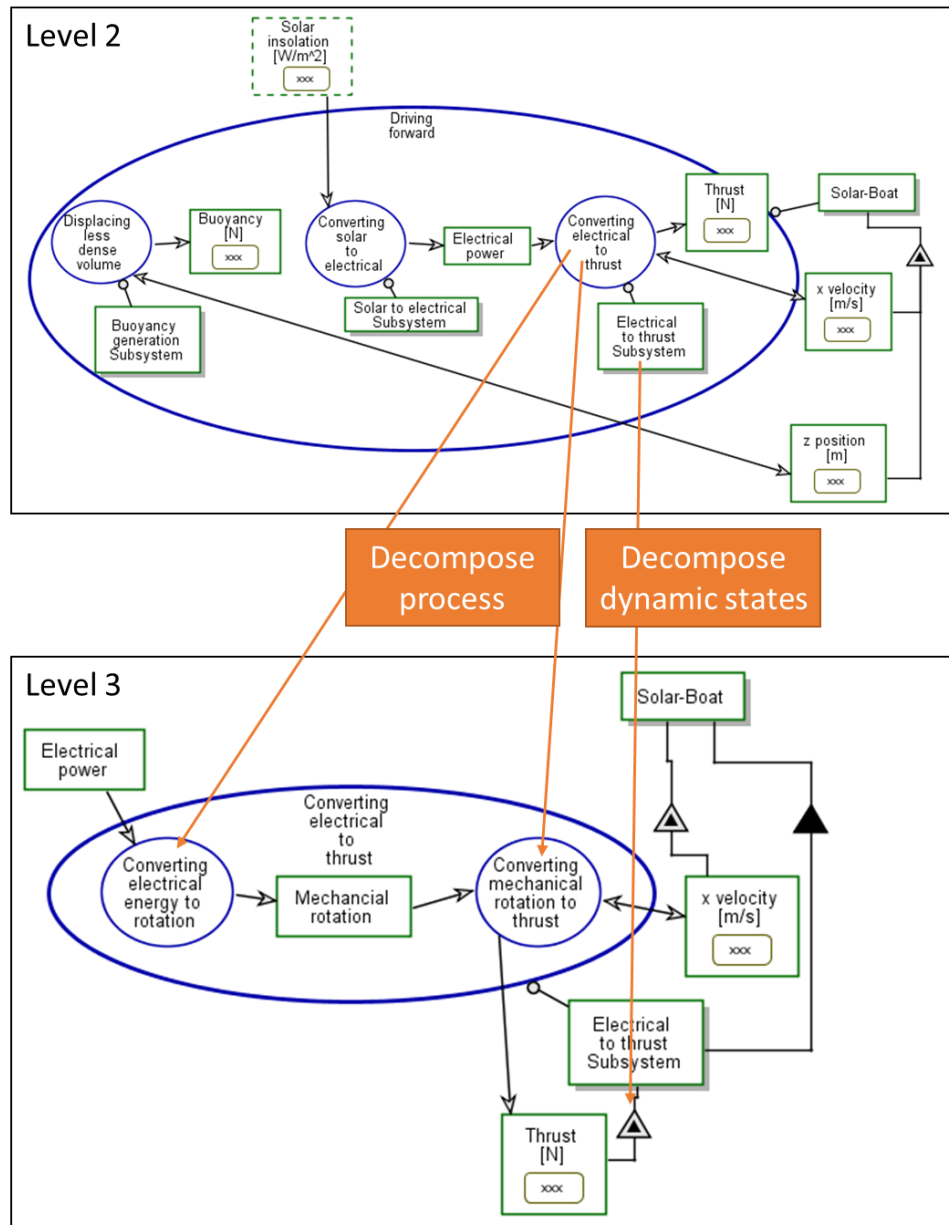 Level 2
Solar
insolation
[W/m^2]
xxx
Driving
forward
Displacing
less
dense
volume
Buoyancy
[N]
xxx
Converting
solar
to
electrical
Electrical
power
Converting
electrical
to
thrust
Thrust
[N]
xxx
Solar-Boat
Buoyancy
generation
Subsystem
Solar to electrical
Subsystem
Electrical
to thrust
Subsystem
x velocity
[m/s]
xxx
z position
[m]
xxx
Decompose
process
Decompose
dynamic states
Level 3
Solar-Boat
Electrical
power
Converting
electrical
to
thrust
Converting
electrical
energy to
rotation
Mechancial
rotation
Converting
mechanical
rotation to
thrust
x velocity
[m/s]
xxx
Electrical
to thrust
Subsystem
Thrust
[N]
xxx